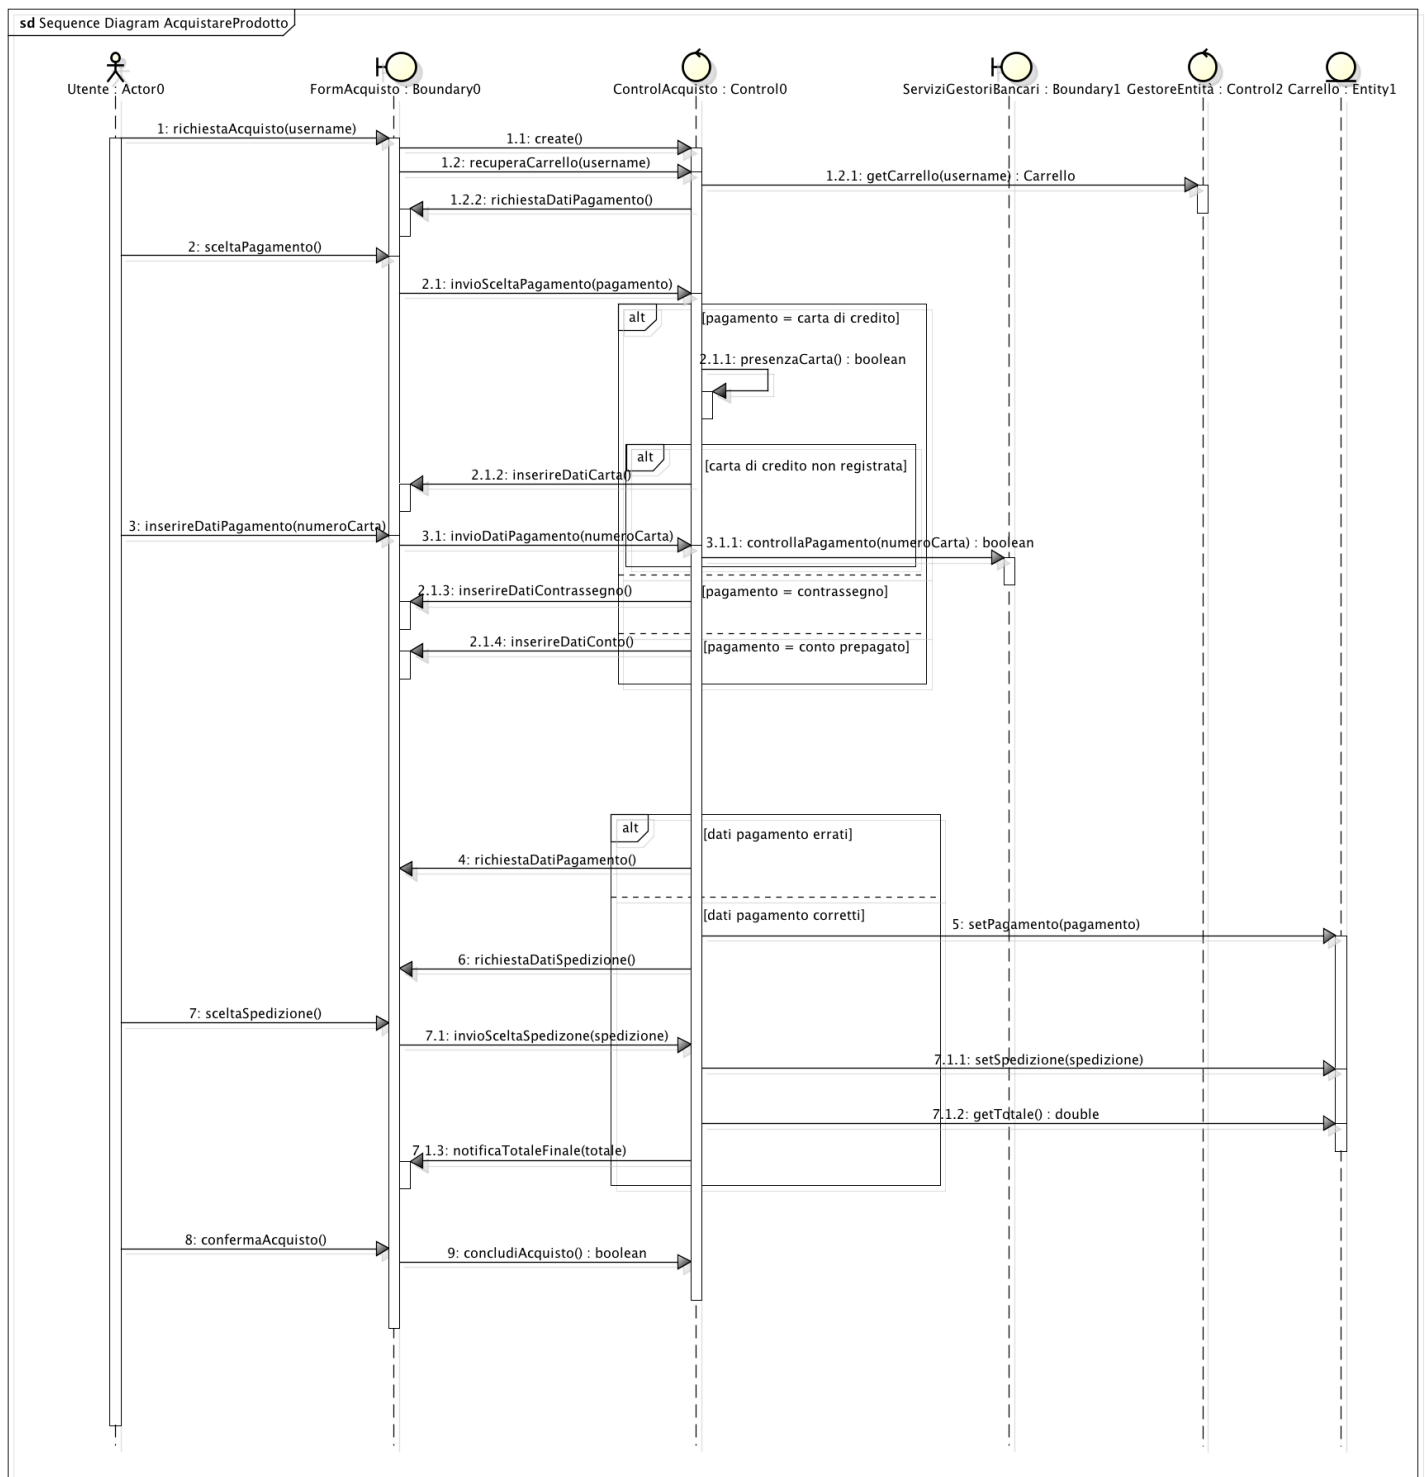 sd Sequence Diagram AcquistareProdotto
Utente : Actor0
FormAcquisto : Boundary0
ControlAcquisto : Control0
ServiziGestoriBancari : Boundary1
GestoreEntità : Control2
Carrello : Entity1
1: richiestaAcquisto(username)
1.1: create()
1.2: recuperaCarrello(username)
1.2.1: getCarrello(username) : Carrello
1.2.2: richiestaDatiPagamento()
2: sceltaPagamento()
2.1: invioSceltaPagamento(pagamento)
alt
[pagamento = carta di credito]
2.1.1: presenzaCarta() : boolean
alt
[carta di credito non registrata]
2.1.2: inserireDatiCarta()
3: inserireDatiPagamento(numeroCarta)
3.1: invioDatiPagamento(numeroCarta)
3.1.1: controllaPagamento(numeroCarta) : boolean
2.1.3: inserireDatiContrassegno()
[pagamento = contrassegno]
2.1.4: inserireDatiConto()
[pagamento = conto prepagato]
alt
[dati pagamento errati]
4: richiestaDatiPagamento()
[dati pagamento corretti]
5: setPagamento(pagamento)
6: richiestaDatiSpedizione()
7: sceltaSpedizione()
7.1: invioSceltaSpedizone(spedizione)
7.1.1: setSpedizione(spedizione)
7.1.2: getTotale() : double
7.1.3: notificaTotaleFinale(totale)
8: confermaAcquisto()
9: concludiAcquisto() : boolean